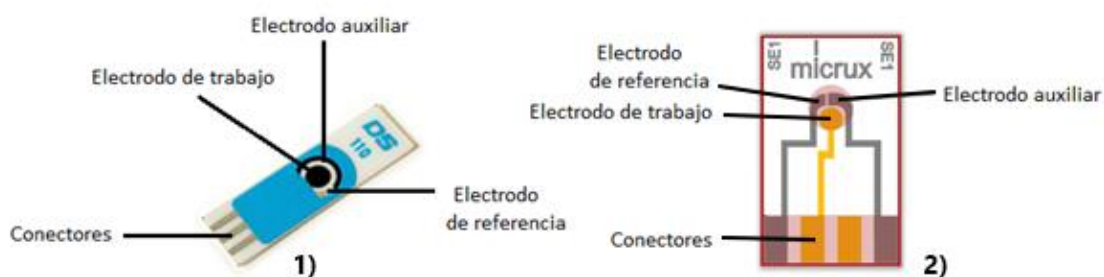 Electrodo auxiliar
Electrodo de trabajo
DS
110
Electrodo
de referencia
Conectores
1)
SE1
SE1
micrux
Electrodo
de referencia
Electrodo auxiliar
Electrodo de trabajo
Conectores
2)